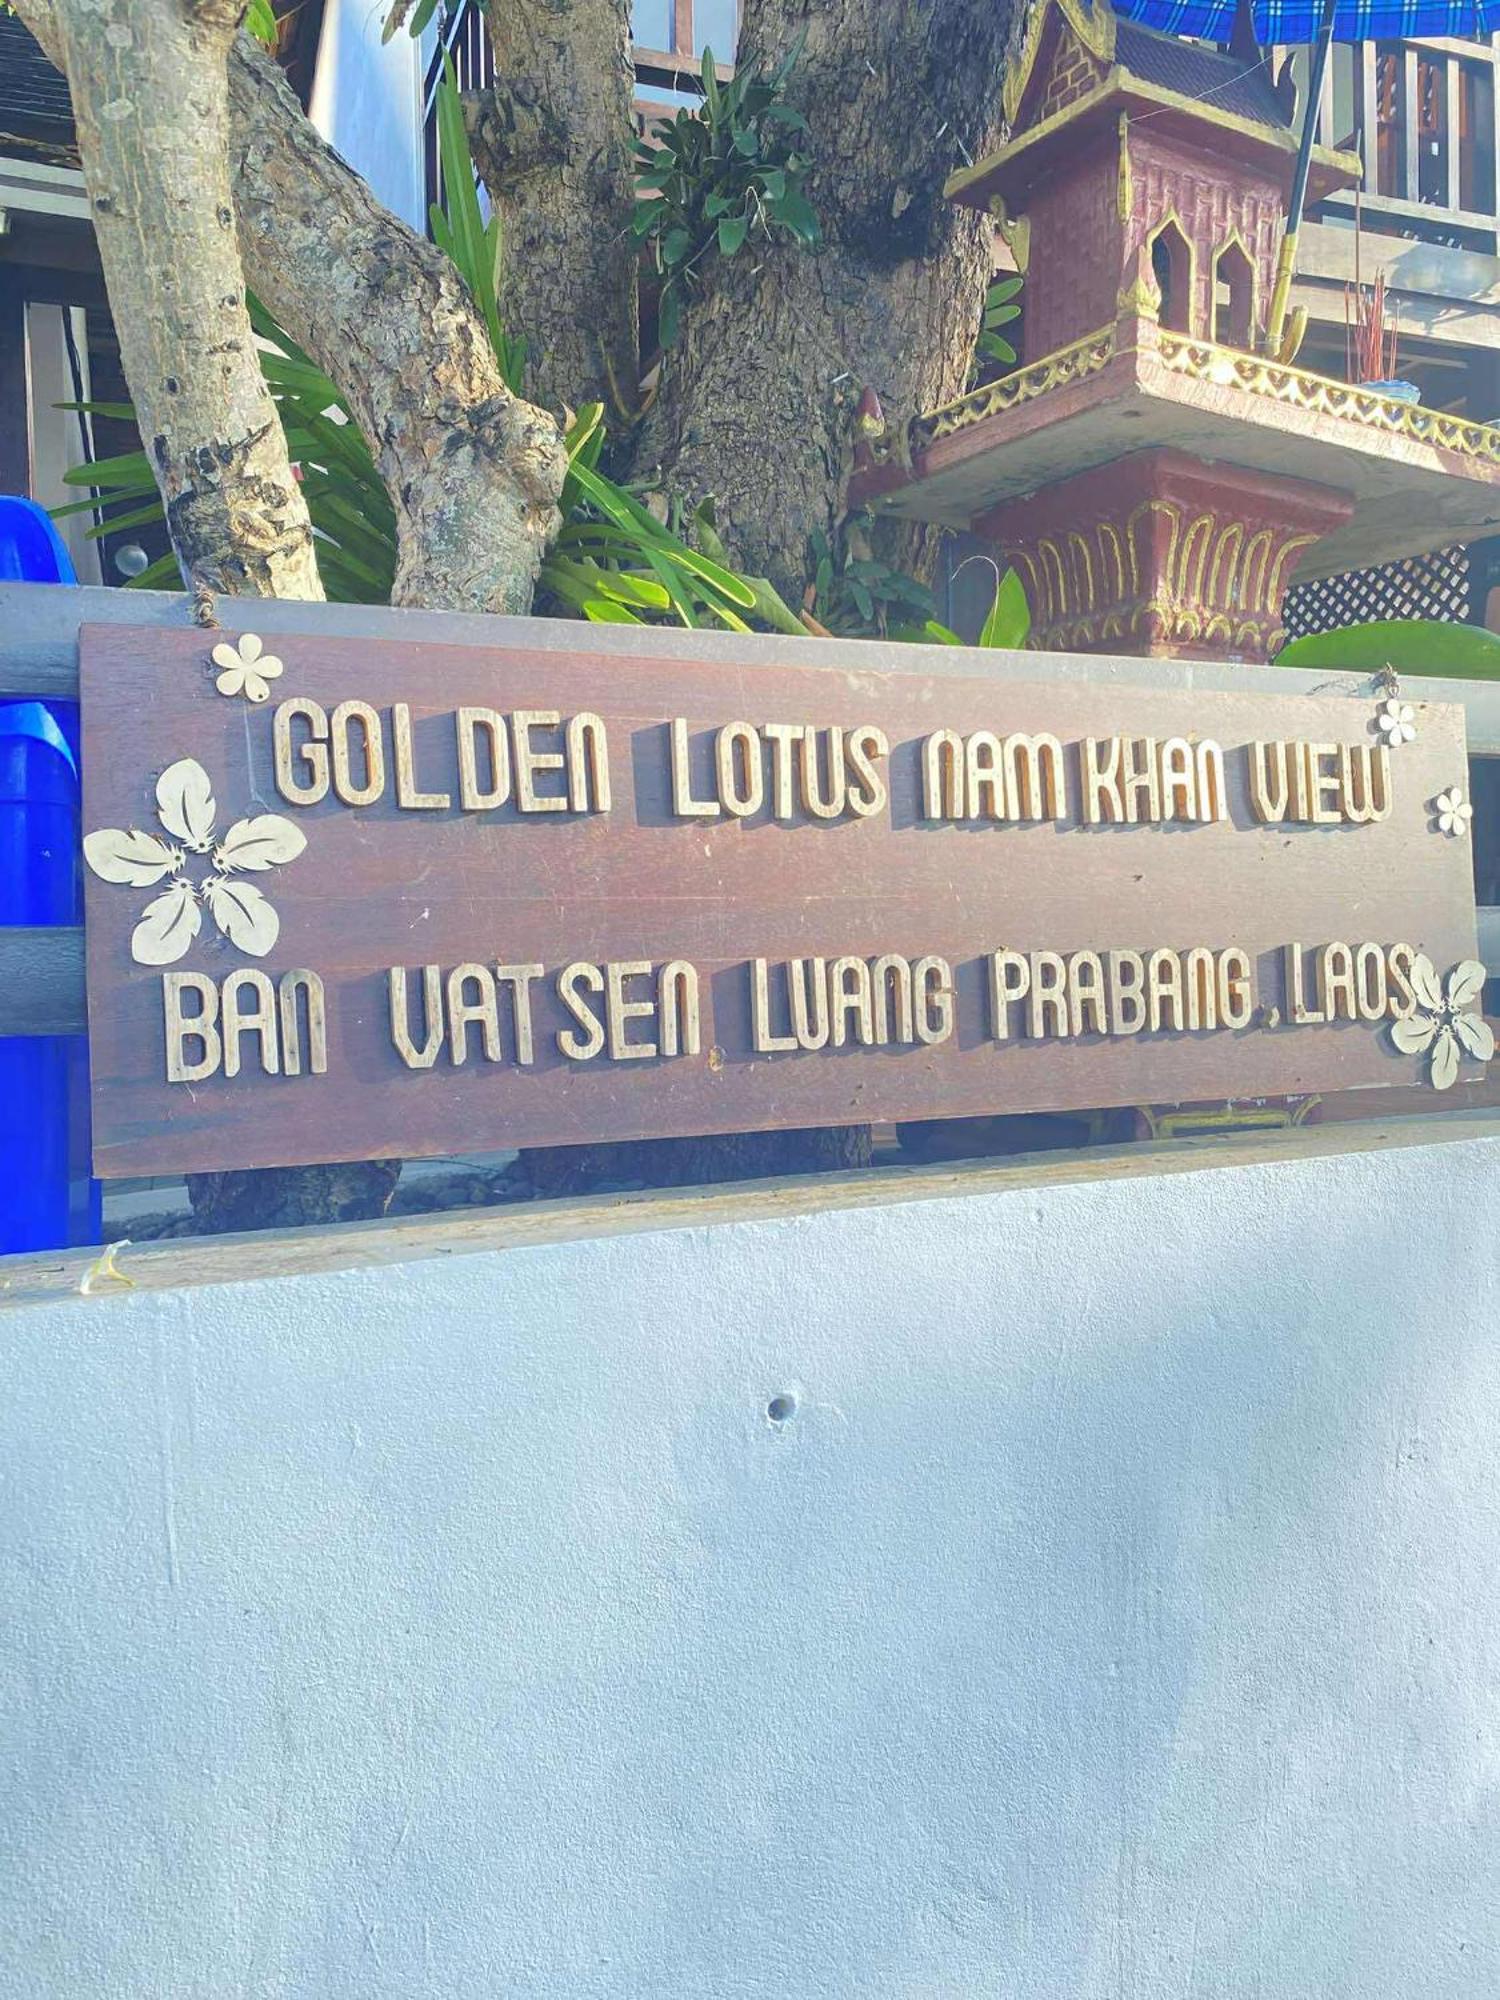 GOLDEN LOTUS NAM KHAN VIEW
BAN VAT SEN LUANG PRABANG, LAOS